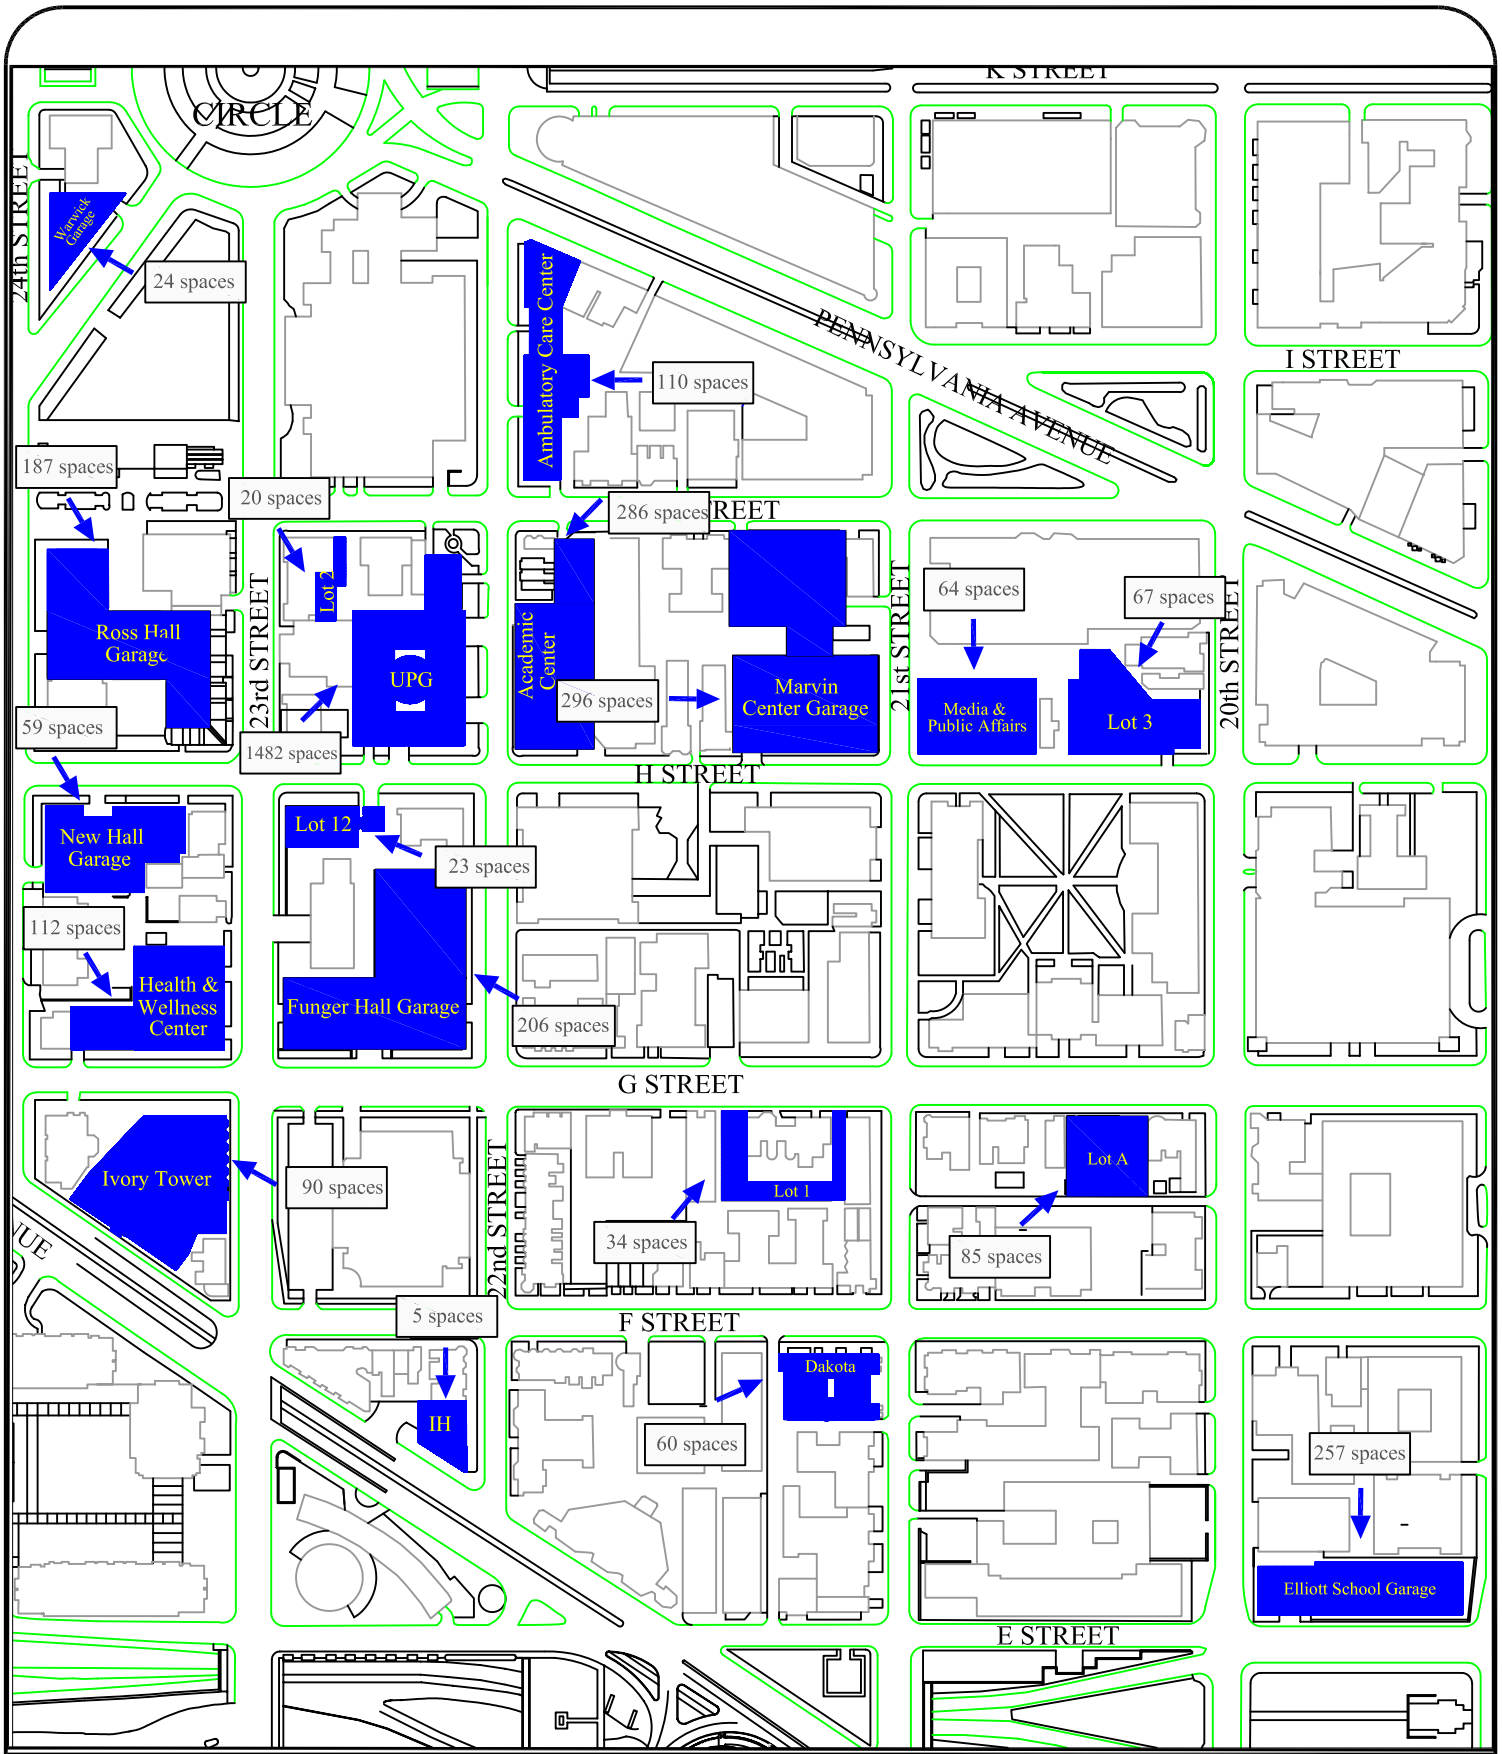 K STREET
CIRCLE
24th STREET
Warwick
Garage
24 spaces
Ambulatory Care Center
110 spaces
PENNSYLVANIA AVENUE
I STREET
187 spaces
20 spaces
286 spaces
REET
Ross Hall
Garage
23rd STREET
Lot 2
UPG
1482 spaces
Academic
Center
296 spaces
Marvin
Center Garage
21st STREET
64 spaces
67 spaces
Media &
Public Affairs
Lot 3
20th STREET
59 spaces
H STREET
New Hall
Garage
Lot 12
23 spaces
112 spaces
Health &
Wellness
Center
Funger Hall Garage
206 spaces
G STREET
Ivory Tower
90 spaces
22nd STREET
Lot 1
34 spaces
Lot A
85 spaces
NUE
5 spaces
F STREET
IH
Dakota
60 spaces
257 spaces
Elliott School Garage
E STREET